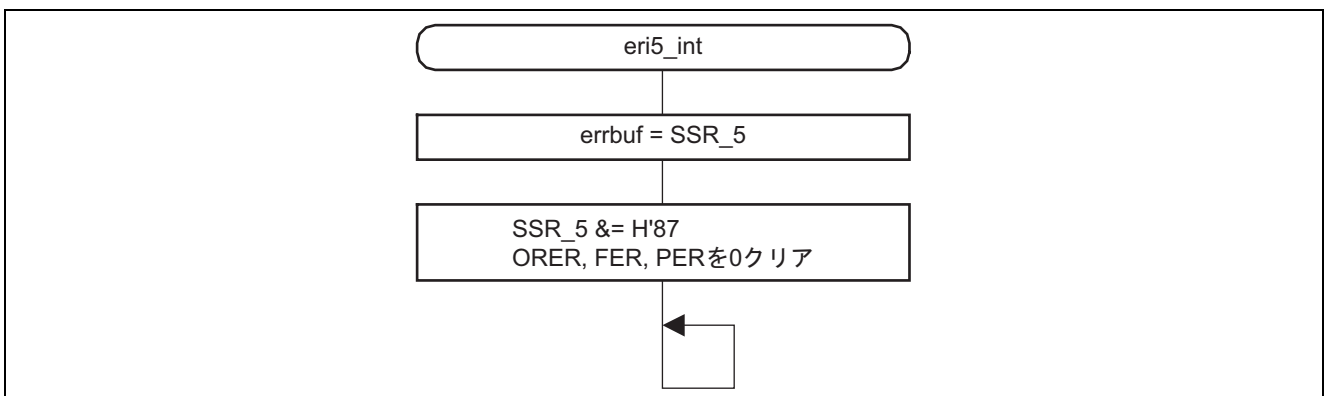 eri5_int
errbuf = SSR_5
SSR_5 &= H'87
ORER, FER, PERを0クリア